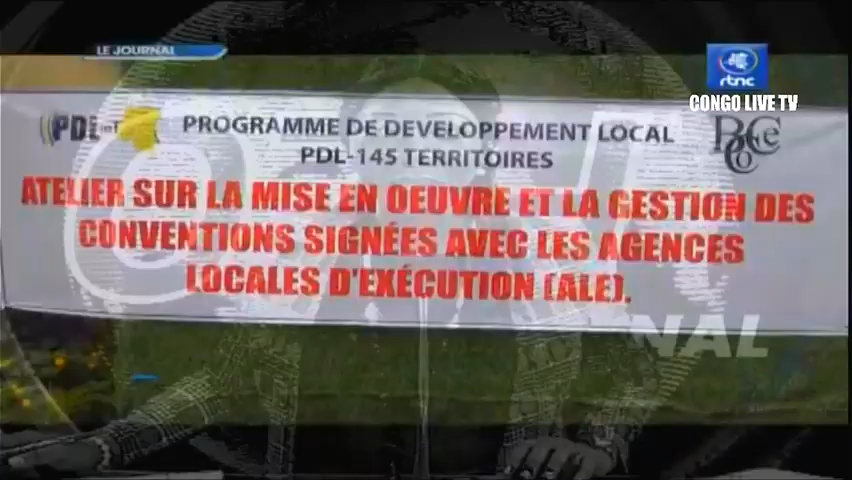 LE JOURNAL
rtnc
CONGO LIVE TV
PROGRAMME DE DEVELOPPEMENT LOCAL
PDL-145 TERRITOIRES
ATELIER SUR LA MISE EN OEUVRE ET LA GESTION DES
CONVENTIONS SIGNÉES AVEC LES AGENCES
LOCALES D'EXÉCUTION (ALE).
NAL